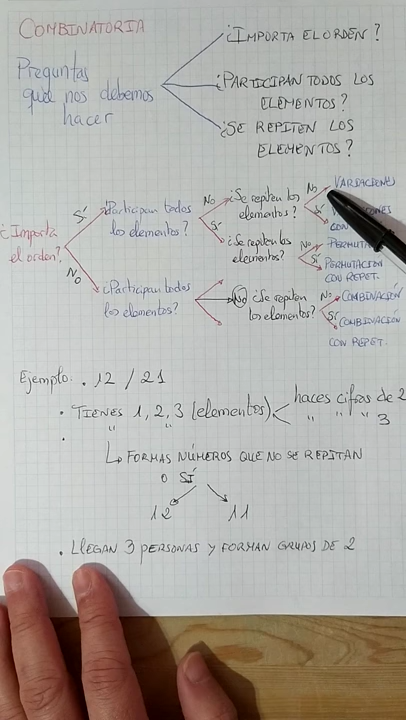 COMBINATORIA
Preguntas
que nos debemos
hacer
¿IMPORTA EL ORDEN?
¿PARTICIPAN TODOS LOS
ELEMENTOS?
¿SE REPITEN LOS
ELEMENTOS?
¿Importa
el orden?
SÍ
¿Participan todos
los elementos?
No
¿Se repiten los
elementos?
No
VARIACIONES
SÍ
CON
SÍ
¿Se repiten los
elementos?
No
PERMUTA
SÍ
PERMUTACION
CON REPET.
No
¿Participan todos
los elementos?
No
¿Se repiten
los elementos?
No
COMBINACIÓN
SÍ
COMBINACIÓN
CON REPET.
Ejemplo: . 12 / 21
. TIENES 1, 2, 3 (elementos)
haces cifras de 2
" " " 3
" "
.
↳ FORMAS NÚMEROS QUE NO SE REPITAN
O SÍ
12 11
. LLEGAN 3 PERSONAS Y FORMAN GRUPOS DE 2